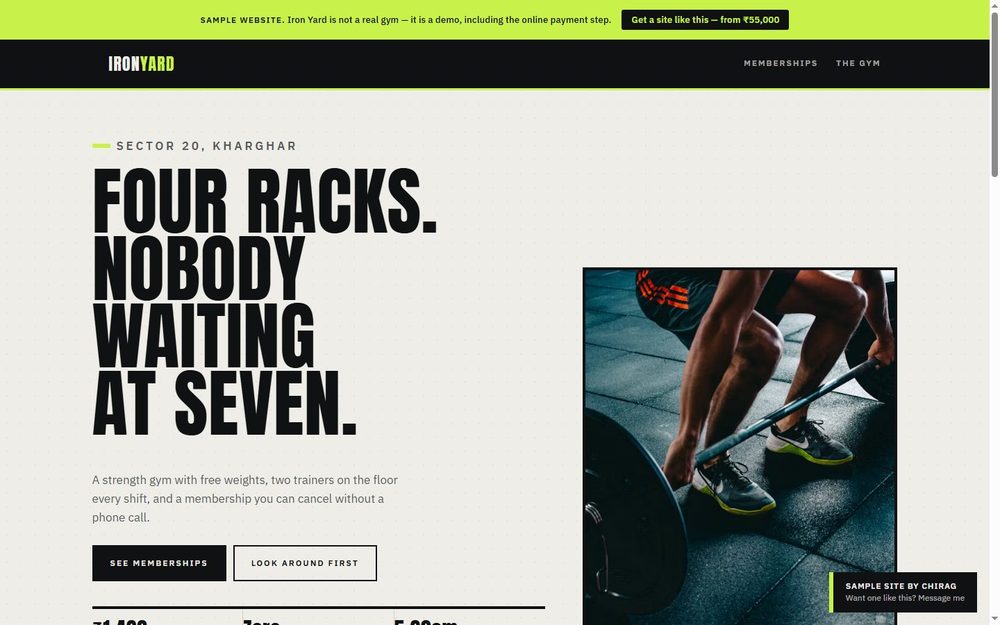 SAMPLE WEBSITE. Iron Yard is not a real gym — it is a demo, including the online payment step.
Get a site like this — from ₹55,000
IRONYARD
MEMBERSHIPS
THE GYM
SECTOR 20, KHARGHAR
FOUR RACKS.
NOBODY
WAITING
AT SEVEN.
A strength gym with free weights, two trainers on the floor
every shift, and a membership you can cancel without a
phone call.
SEE MEMBERSHIPS
LOOK AROUND FIRST
SAMPLE SITE BY CHIRAG
Want one like this? Message me